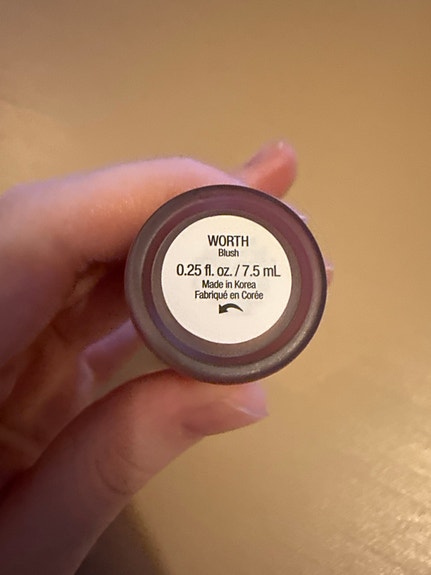 WORTH
Blush
0.25 fl. oz. / 7.5 mL
Made in Korea
Fabriqué en Corée